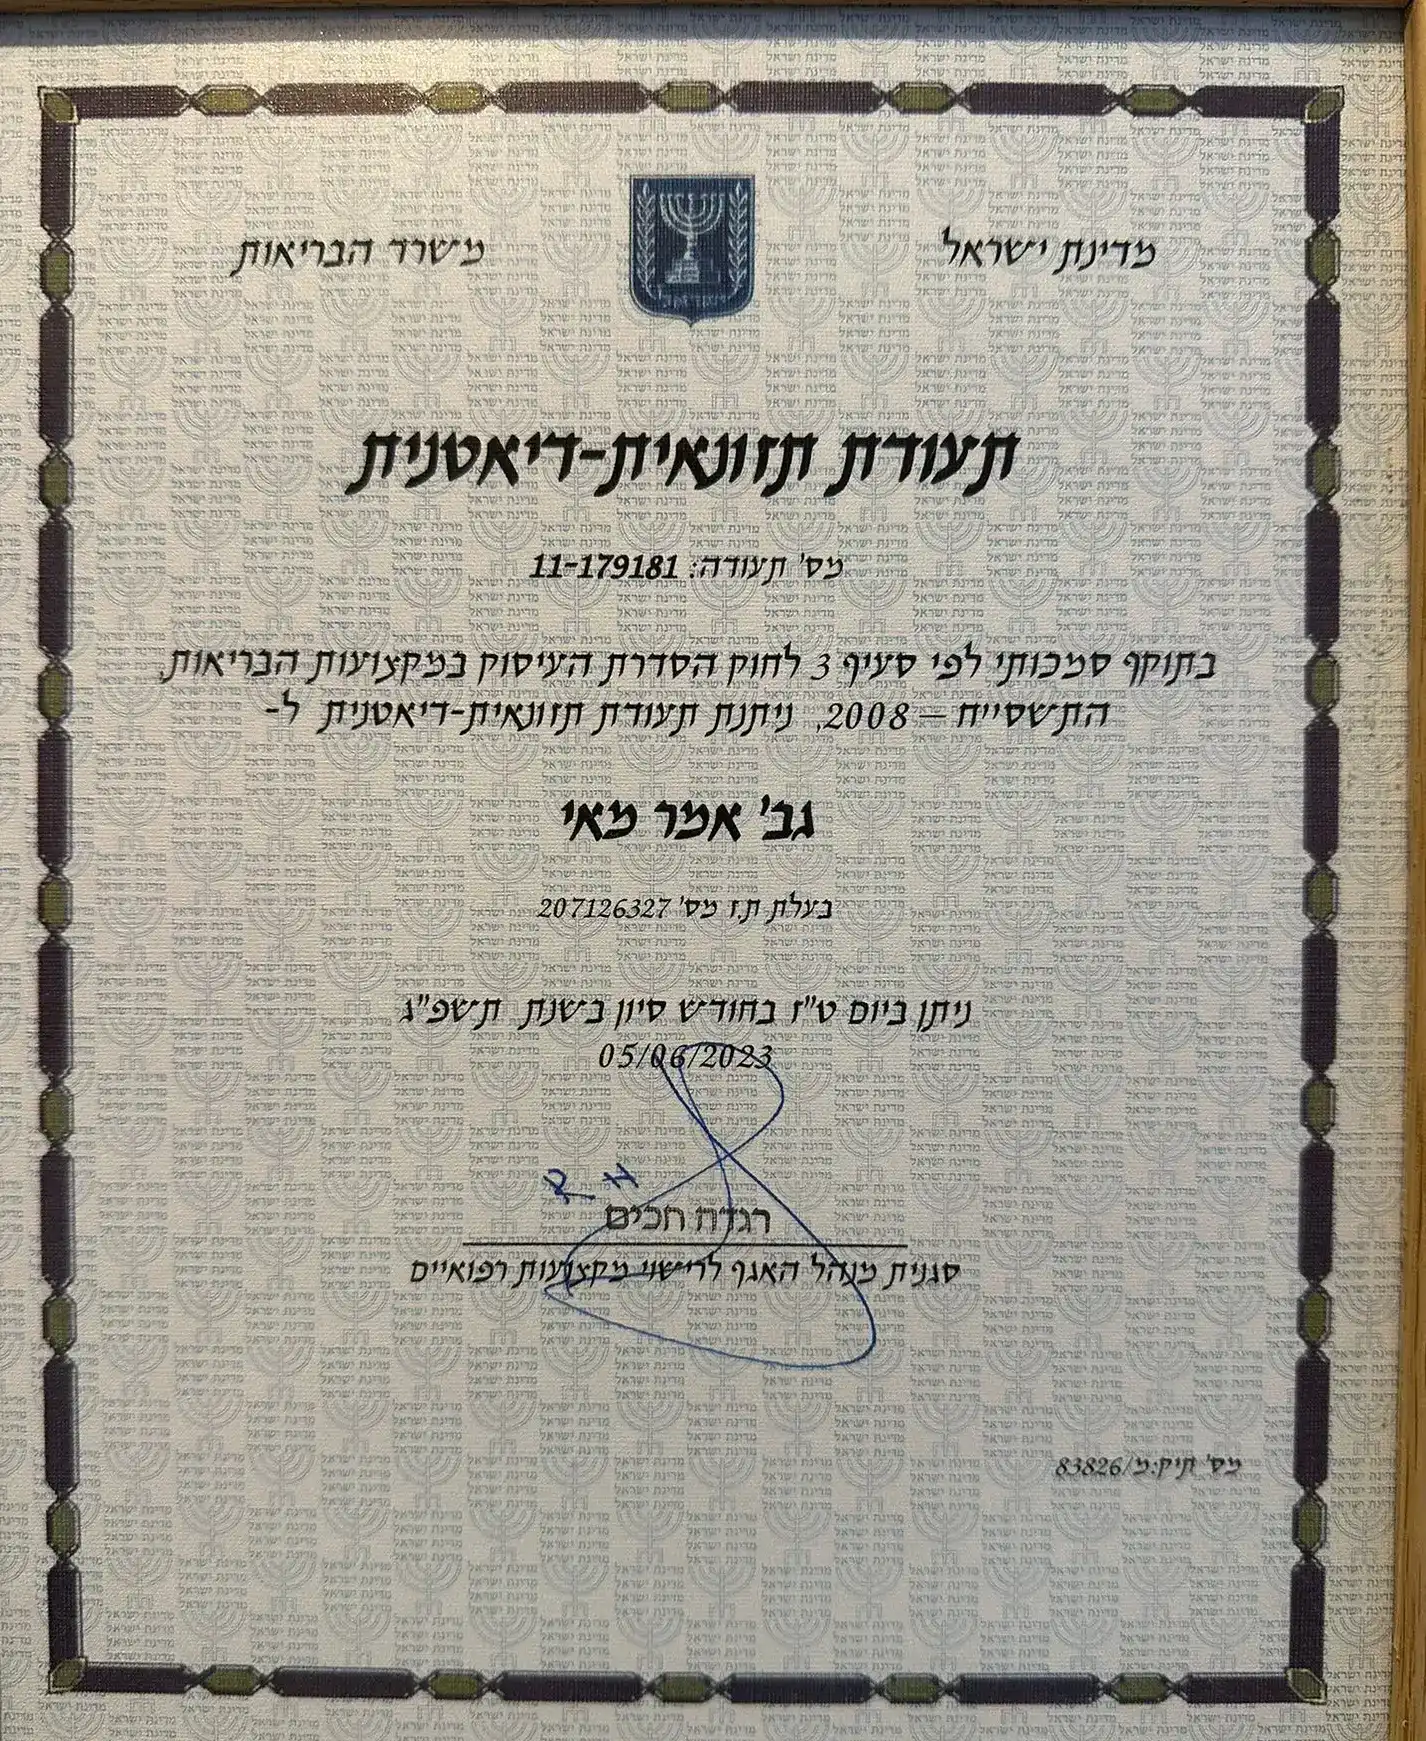 מדינת ישראל
משרד הבריאות
תעודת תזונאית-דיאטנית
מס' תעודה: 11-179181
בתוקף סמכותי לפי סעיף 3 לחוק הסדרת העיסוק במקצועות הבריאות,
התשס״ח – 2008, ניתנת תעודת תזונאית-דיאטנית ל-
גב' אמר מאי
בעלת ת.ז מס' 207126327
ניתן ביום ט"ז בחודש סיון בשנת תשפ"ג
05/06/2023
R H
רגדה חכים
סגנית מנהל האגף לרישוי מקצועות רפואיים
מס' תיק:מ/83826